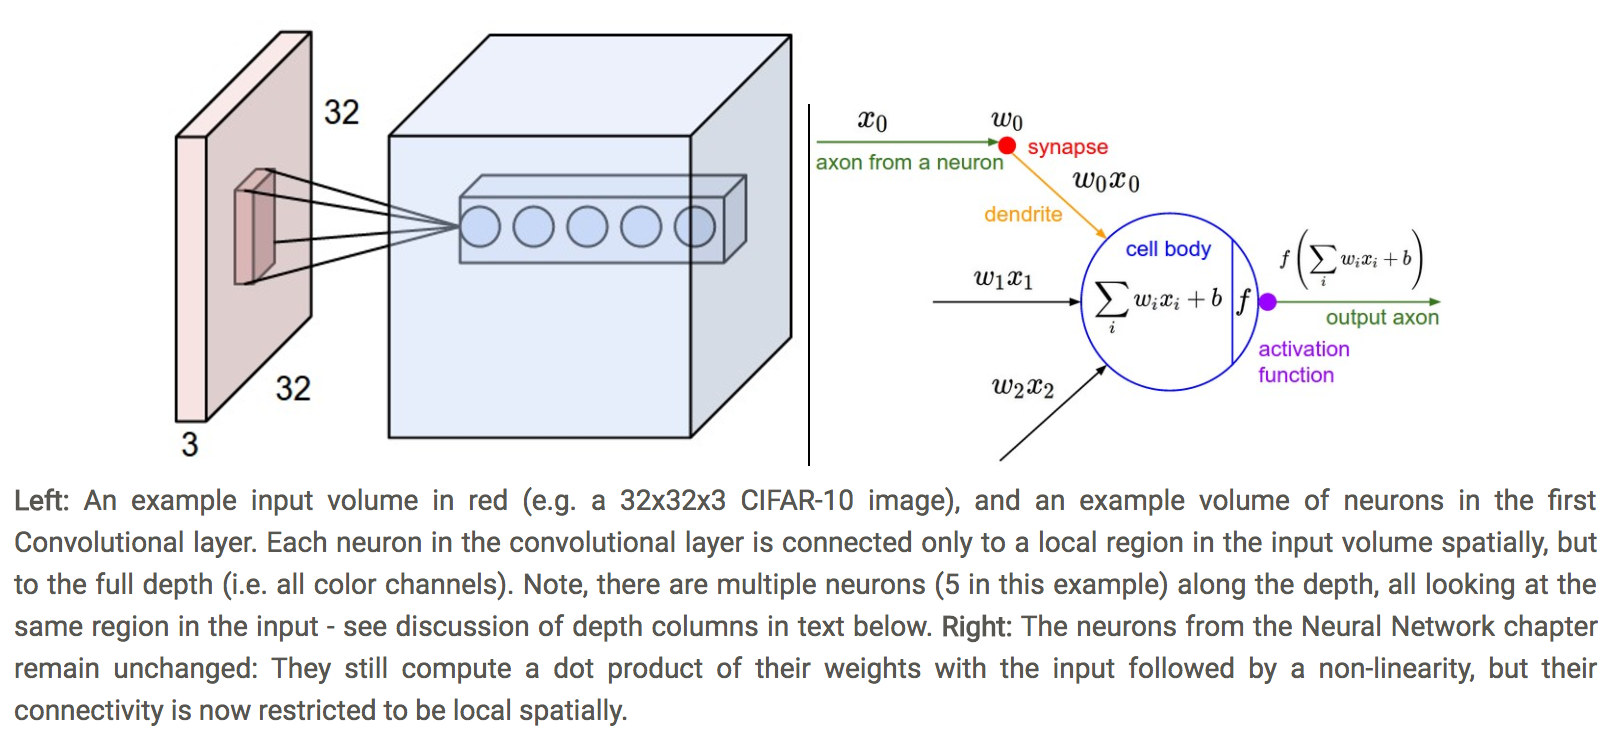 32
32
3
x₀
w₀
synapse
axon from a neuron
w₀x₀
dendrite
cell body
f(∑ᵢ wᵢxᵢ + b)
w₁x₁
∑ᵢ wᵢxᵢ + b
f
output axon
activation
function
w₂x₂
Left: An example input volume in red (e.g. a 32x32x3 CIFAR-10 image), and an example volume of neurons in the first
Convolutional layer. Each neuron in the convolutional layer is connected only to a local region in the input volume spatially, but
to the full depth (i.e. all color channels). Note, there are multiple neurons (5 in this example) along the depth, all looking at the
same region in the input - see discussion of depth columns in text below. Right: The neurons from the Neural Network chapter
remain unchanged: They still compute a dot product of their weights with the input followed by a non-linearity, but their
connectivity is now restricted to be local spatially.